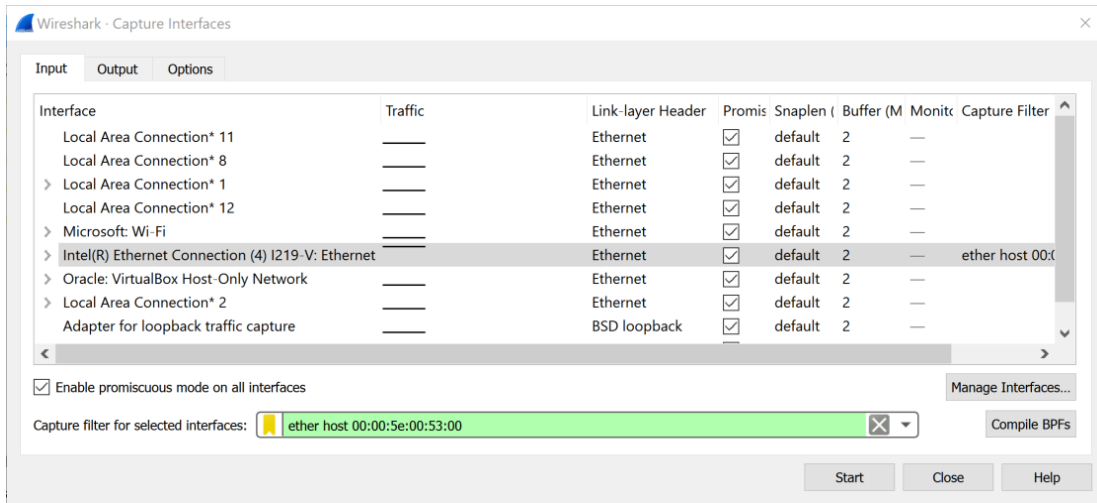 Wireshark · Capture Interfaces
Input Output Options
Interface Traffic Link-layer Header Promis Snaplen ( Buffer (M Monito Capture Filter
Local Area Connection* 11 Ethernet default 2 —
Local Area Connection* 8 Ethernet default 2 —
Local Area Connection* 1 Ethernet default 2 —
Local Area Connection* 12 Ethernet default 2 —
Microsoft: Wi-Fi Ethernet default 2 —
Intel(R) Ethernet Connection (4) I219-V: Ethernet Ethernet default 2 — ether host 00:0
Oracle: VirtualBox Host-Only Network Ethernet default 2 —
Local Area Connection* 2 Ethernet default 2 —
Adapter for loopback traffic capture BSD loopback default 2 —
Enable promiscuous mode on all interfaces Manage Interfaces...
Capture filter for selected interfaces: ether host 00:00:5e:00:53:00 Compile BPFs
Start Close Help